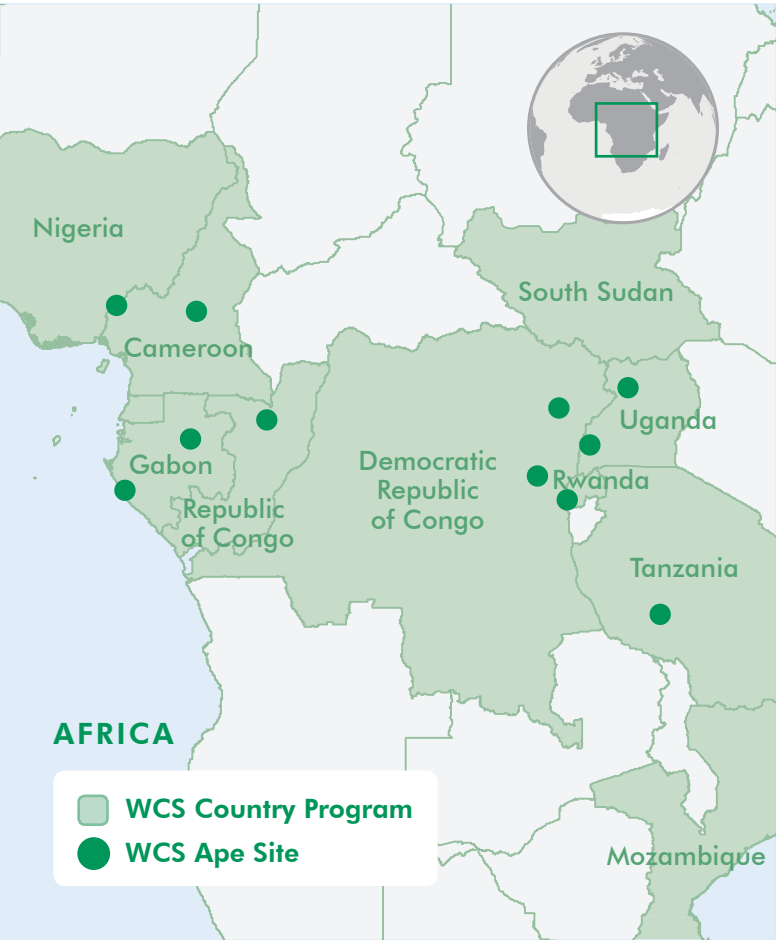 Nigeria
South Sudan
Cameroon
Uganda
Gabon
Democratic
Republic
of Congo
Rwanda
Republic
of Congo
Tanzania
AFRICA
WCS Country Program
WCS Ape Site
Mozambique